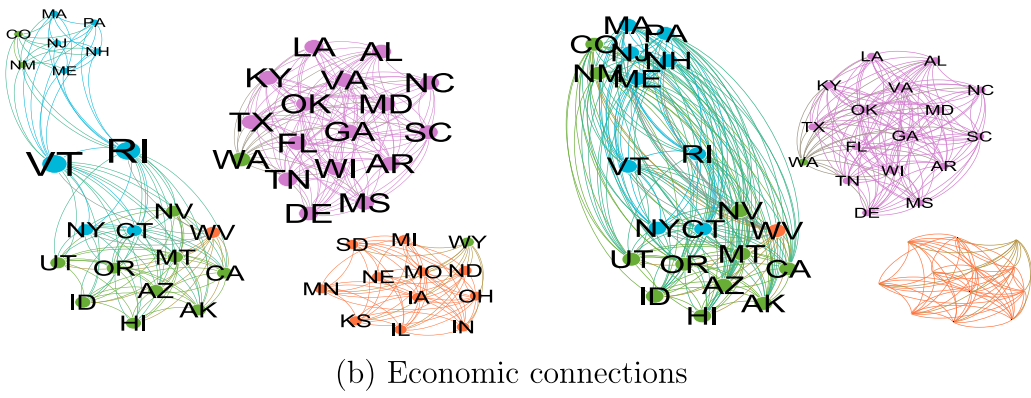 MA
PA
CO
NJ
NH
NM
ME
VT
RI
NY
CT
NV
WV
UT
OR
MT
CA
ID
AZ
HI
AK
LA
AL
KY
VA
NC
OK
MD
TX
GA
SC
FL
WA
WI
AR
TN
DE
MS
SD
MI
WY
NE
MO
ND
MN
IA
OH
KS
IL
IN
MA
PA
CO
NJ
NH
NM
ME
VT
RI
NY
CT
NV
WV
UT
OR
MT
CA
ID
AZ
HI
AK
LA
AL
KY
VA
NC
OK
MD
TX
GA
SC
FL
WA
WI
AR
TN
DE
MS
(b) Economic connections